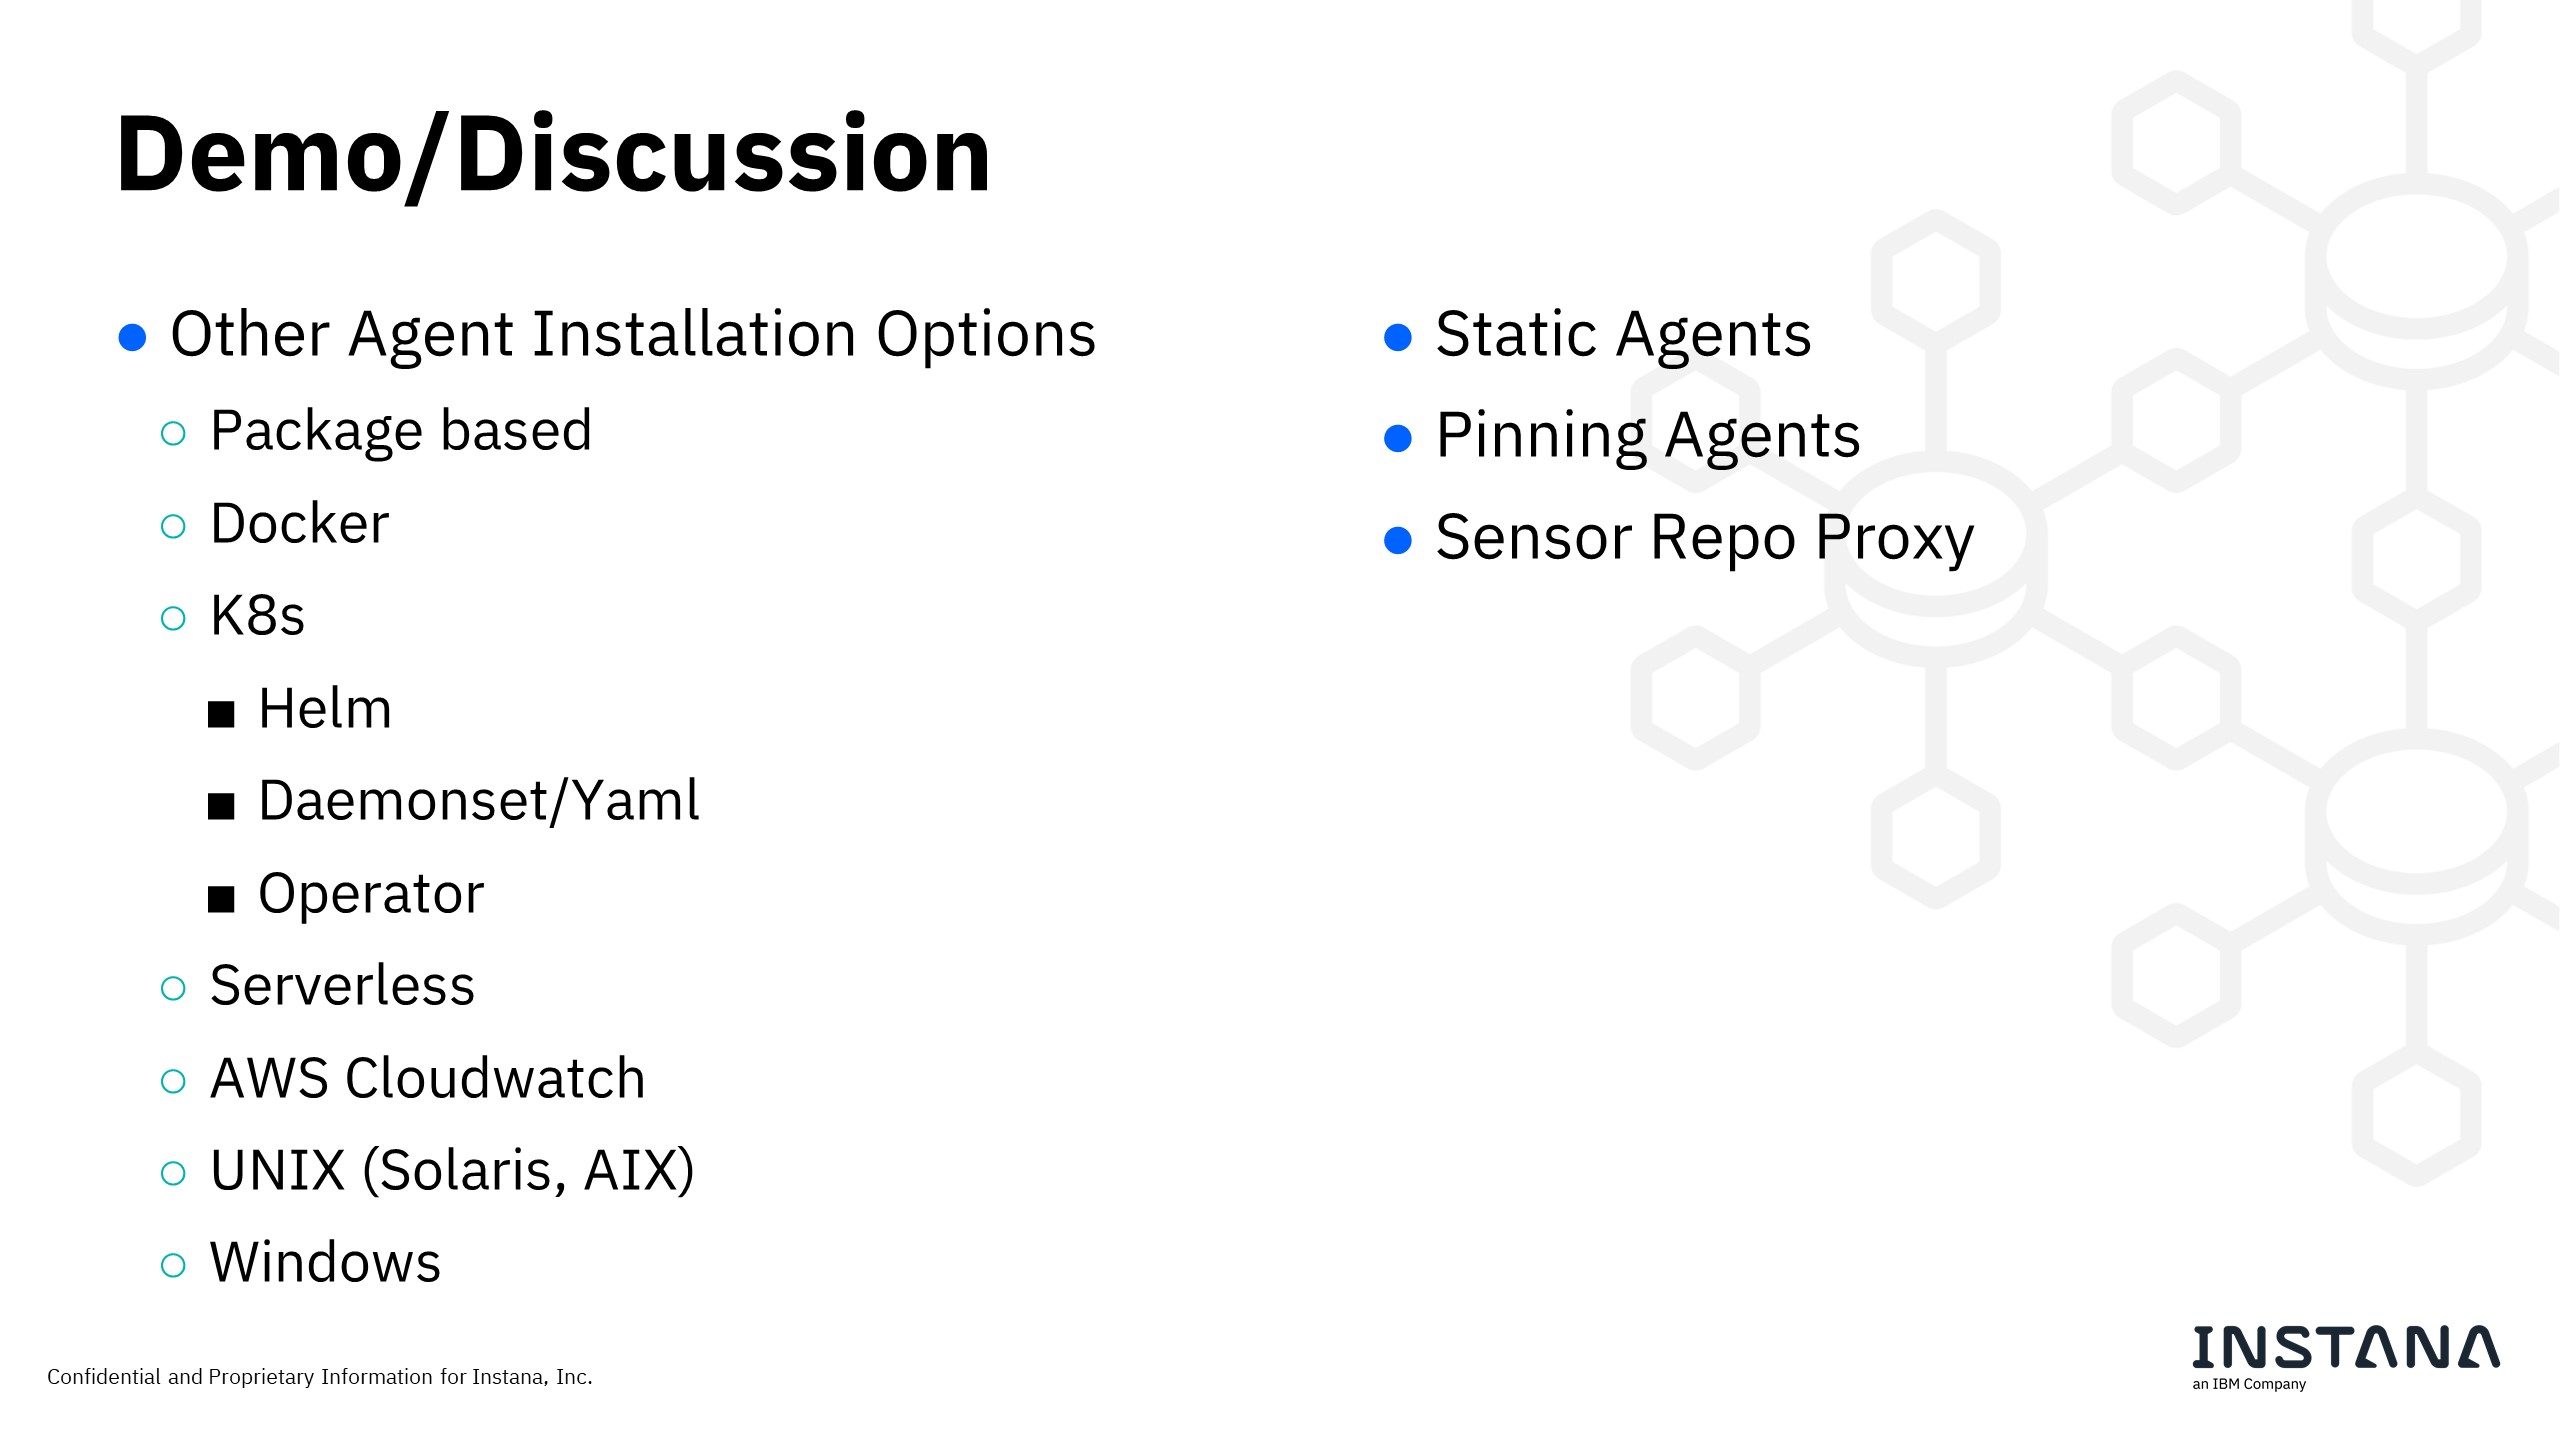 Demo/Discussion
● Other Agent Installation Options
○ Package based
○ Docker
○ K8s
■ Helm
■ Daemonset/Yaml
■ Operator
○ Serverless
○ AWS Cloudwatch
○ UNIX (Solaris, AIX)
○ Windows
● Static Agents
● Pinning Agents
● Sensor Repo Proxy
Confidential and Proprietary Information for Instana, Inc.
INSTANA
an IBM Company